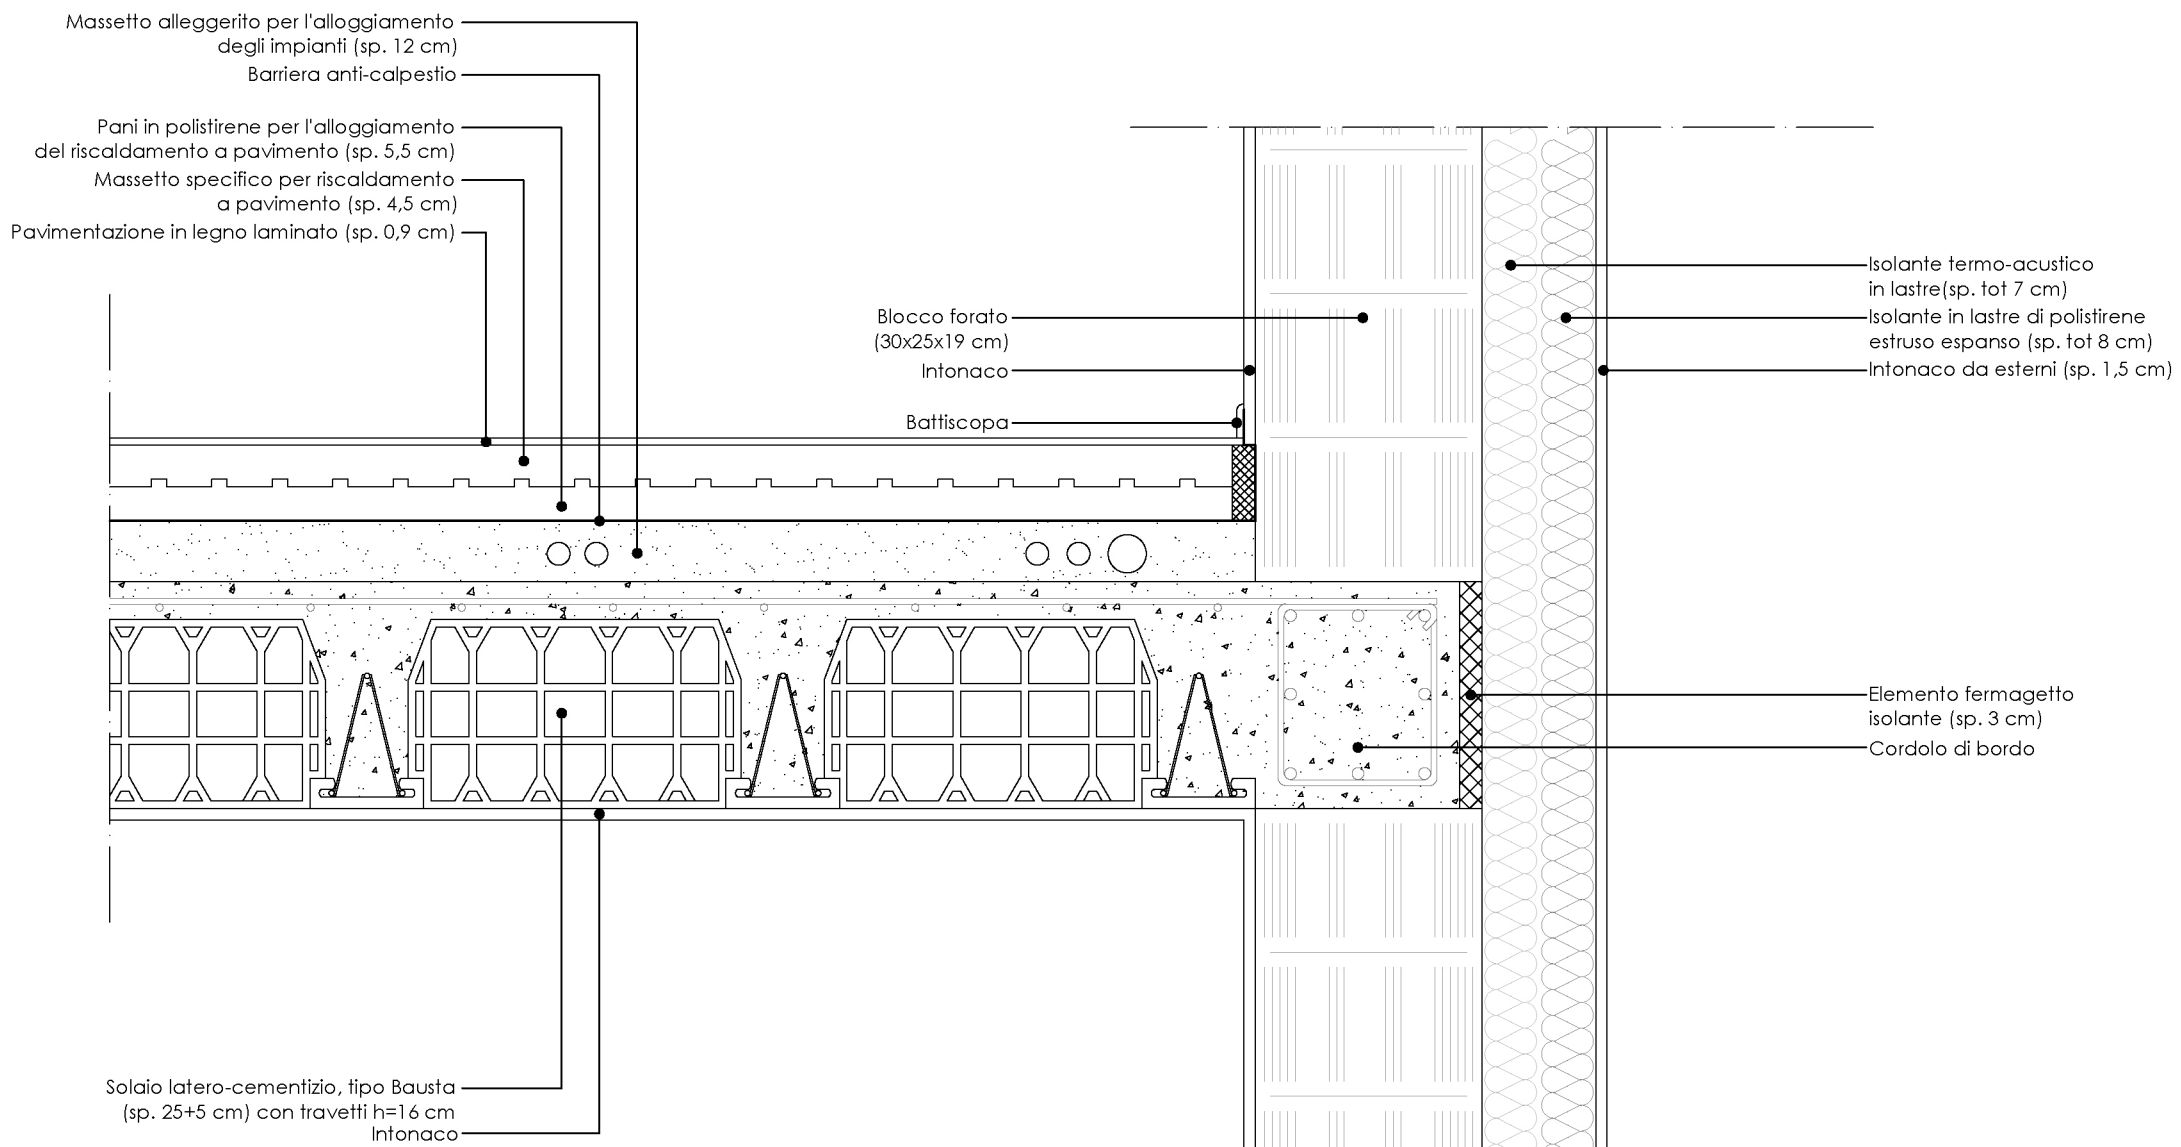 Massetto alleggerito per l'alloggiamento
degli impianti (sp. 12 cm)
Barriera anti-calpestio
Pani in polistirene per l'alloggiamento
del riscaldamento a pavimento (sp. 5,5 cm)
Massetto specifico per riscaldamento
a pavimento (sp. 4,5 cm)
Pavimentazione in legno laminato (sp. 0,9 cm)
Blocco forato
(30x25x19 cm)
Intonaco
Battiscopa
Isolante termo-acustico
in lastre(sp. tot 7 cm)
Isolante in lastre di polistirene
estruso espanso (sp. tot 8 cm)
Intonaco da esterni (sp. 1,5 cm)
Elemento fermagetto
isolante (sp. 3 cm)
Cordolo di bordo
Solaio latero-cementizio, tipo Bausta
(sp. 25+5 cm) con travetti h=16 cm
Intonaco